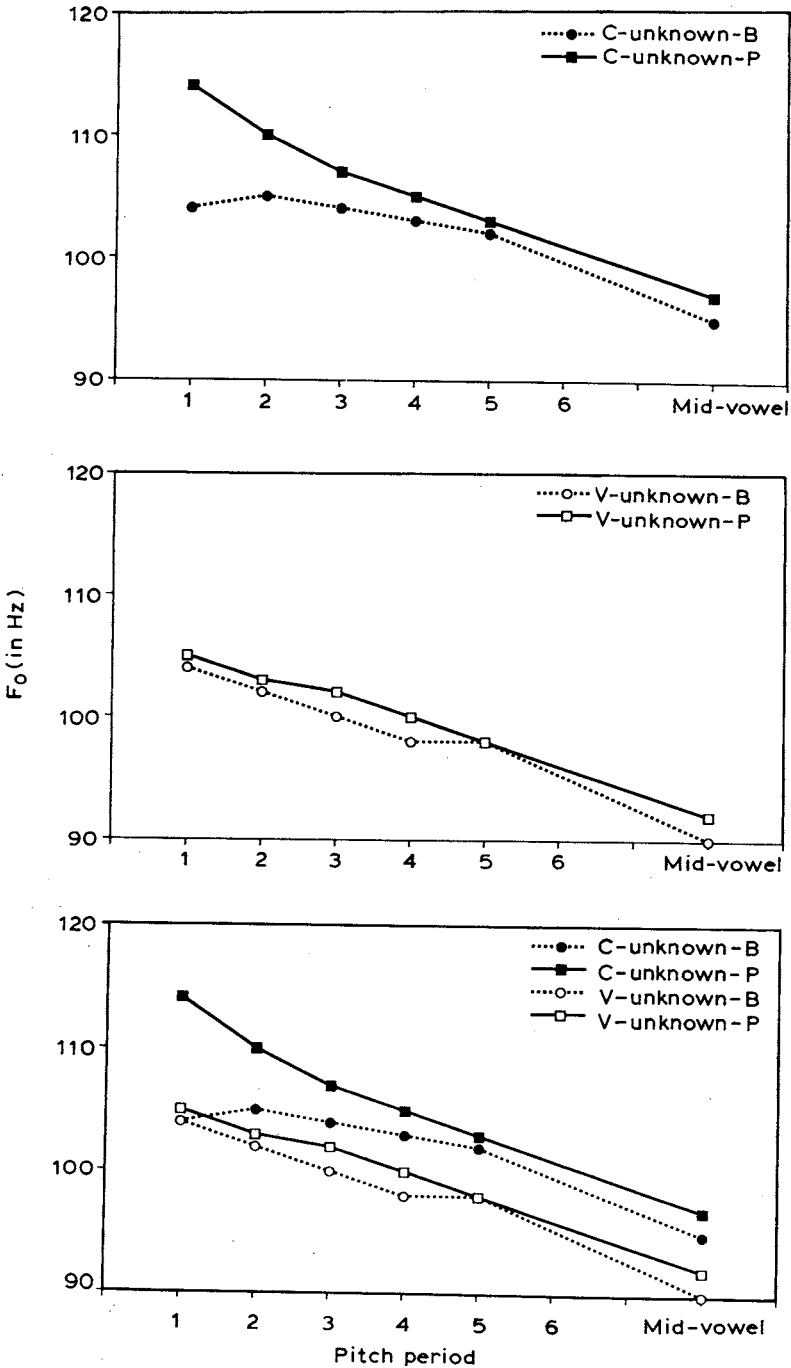 120
110
100
90
C-unknown-B
C-unknown-P
1 2 3 4 5 6 Mid-vowel
F0 (in Hz)
120
110
100
90
V-unknown-B
V-unknown-P
1 2 3 4 5 6 Mid-vowel
120
110
100
90
C-unknown-B
C-unknown-P
V-unknown-B
V-unknown-P
1 2 3 4 5 6 Mid-vowel
Pitch period